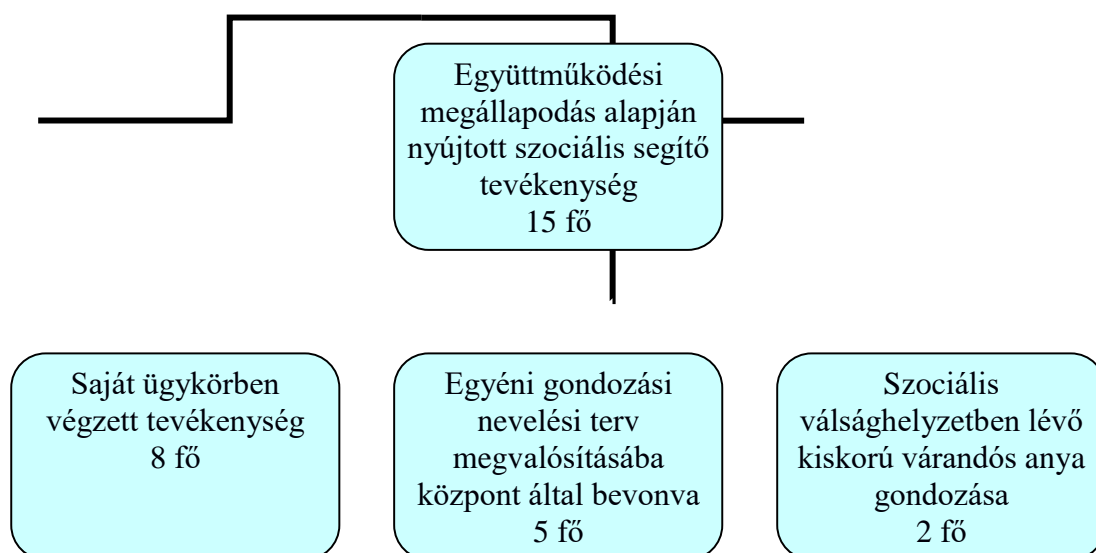 Együttműködési
megállapodás alapján
nyújtott szociális segítő
tevékenység
15 fő
Saját ügykörben
végzett tevékenység
8 fő
Egyéni gondozási
nevelési terv
megvalósításába
központ által bevonva
5 fő
Szociális
válsághelyzetben lévő
kiskorú várandós anya
gondozása
2 fő